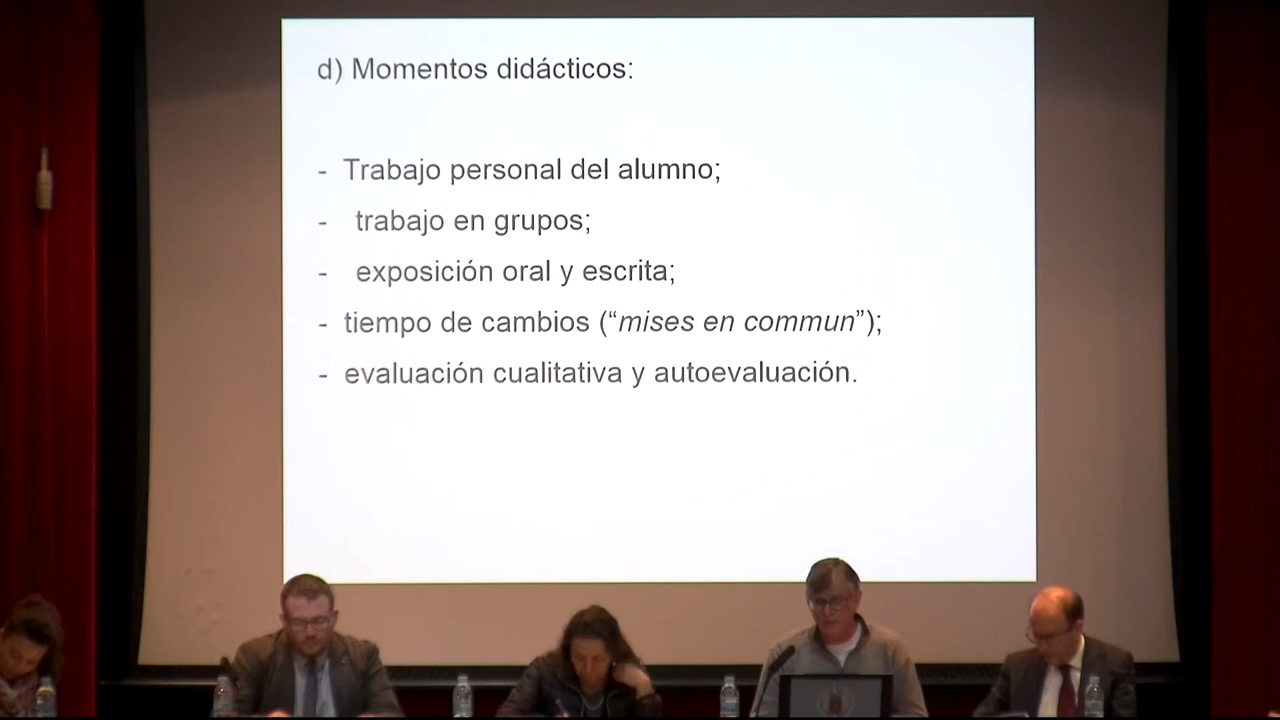 d) Momentos didácticos:
- Trabajo personal del alumno;
- trabajo en grupos;
- exposición oral y escrita;
- tiempo de cambios (“mises en commun”);
- evaluación cualitativa y autoevaluación.